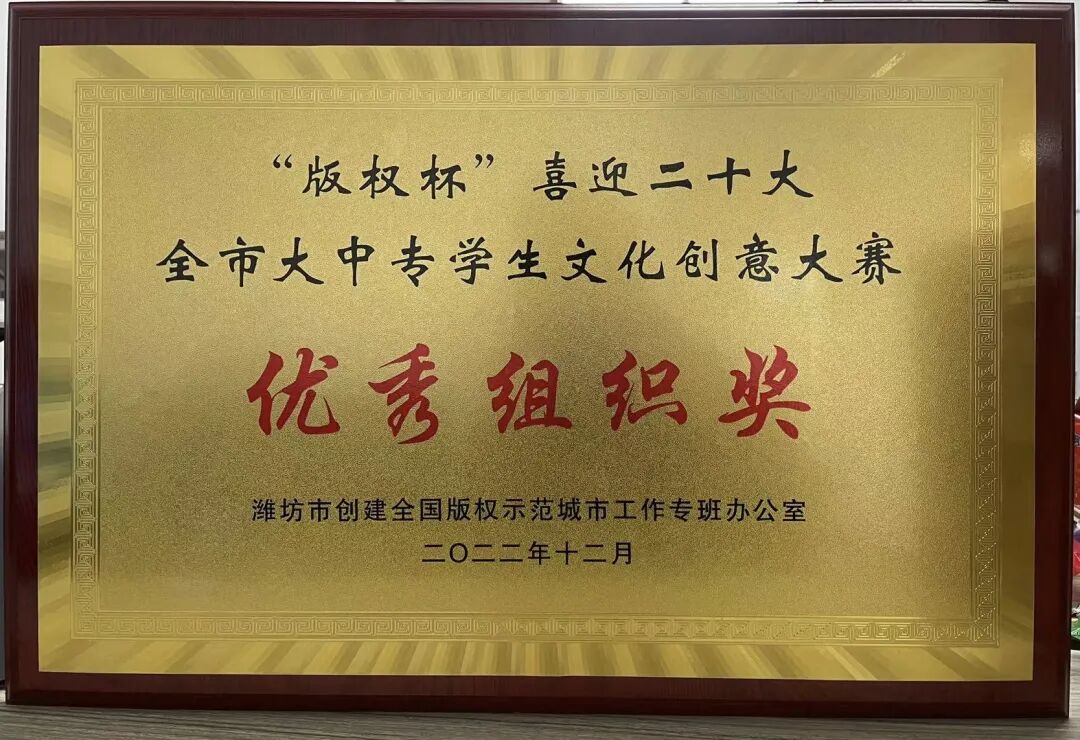 “版权杯”喜迎二十大
全市大中专学生文化创意大赛
优秀组织奖
潍坊市创建全国版权示范城市工作专班办公室
二〇二二年十二月